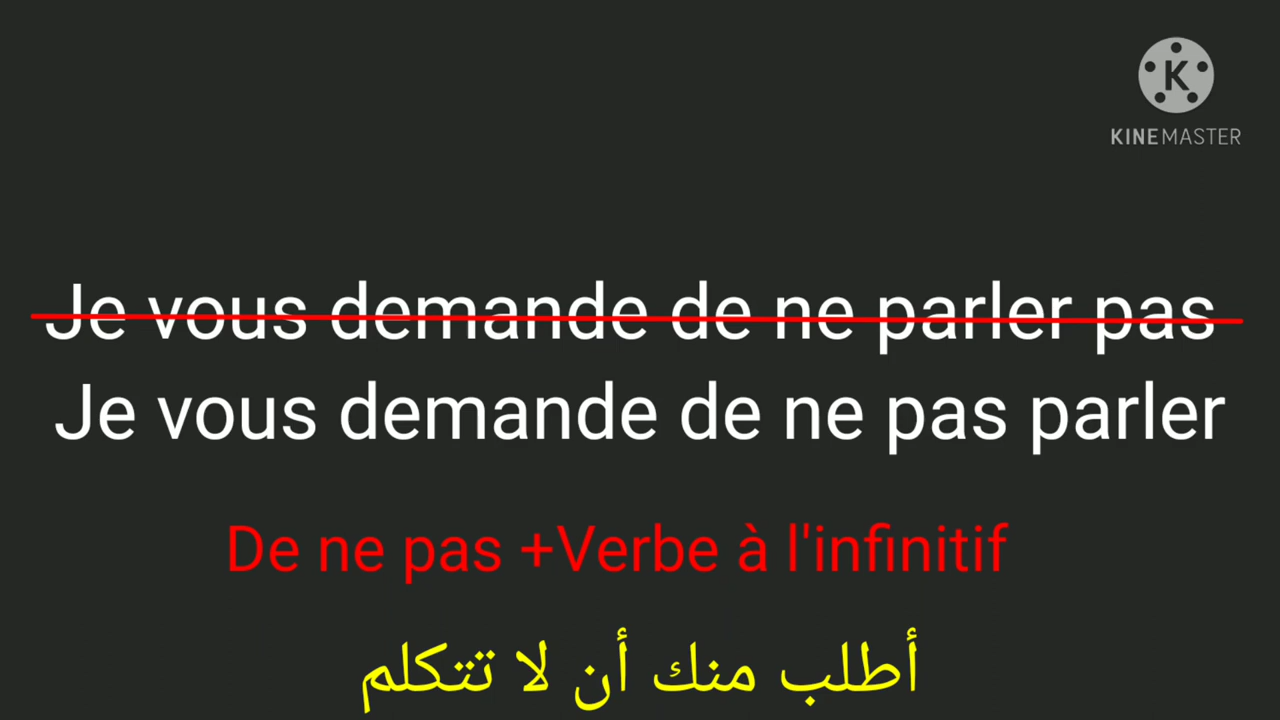 K
KINEMASTER
Je vous demande de ne parler pas
Je vous demande de ne pas parler
De ne pas +Verbe à l'infinitif
أطلب منك أن لا تتكلم